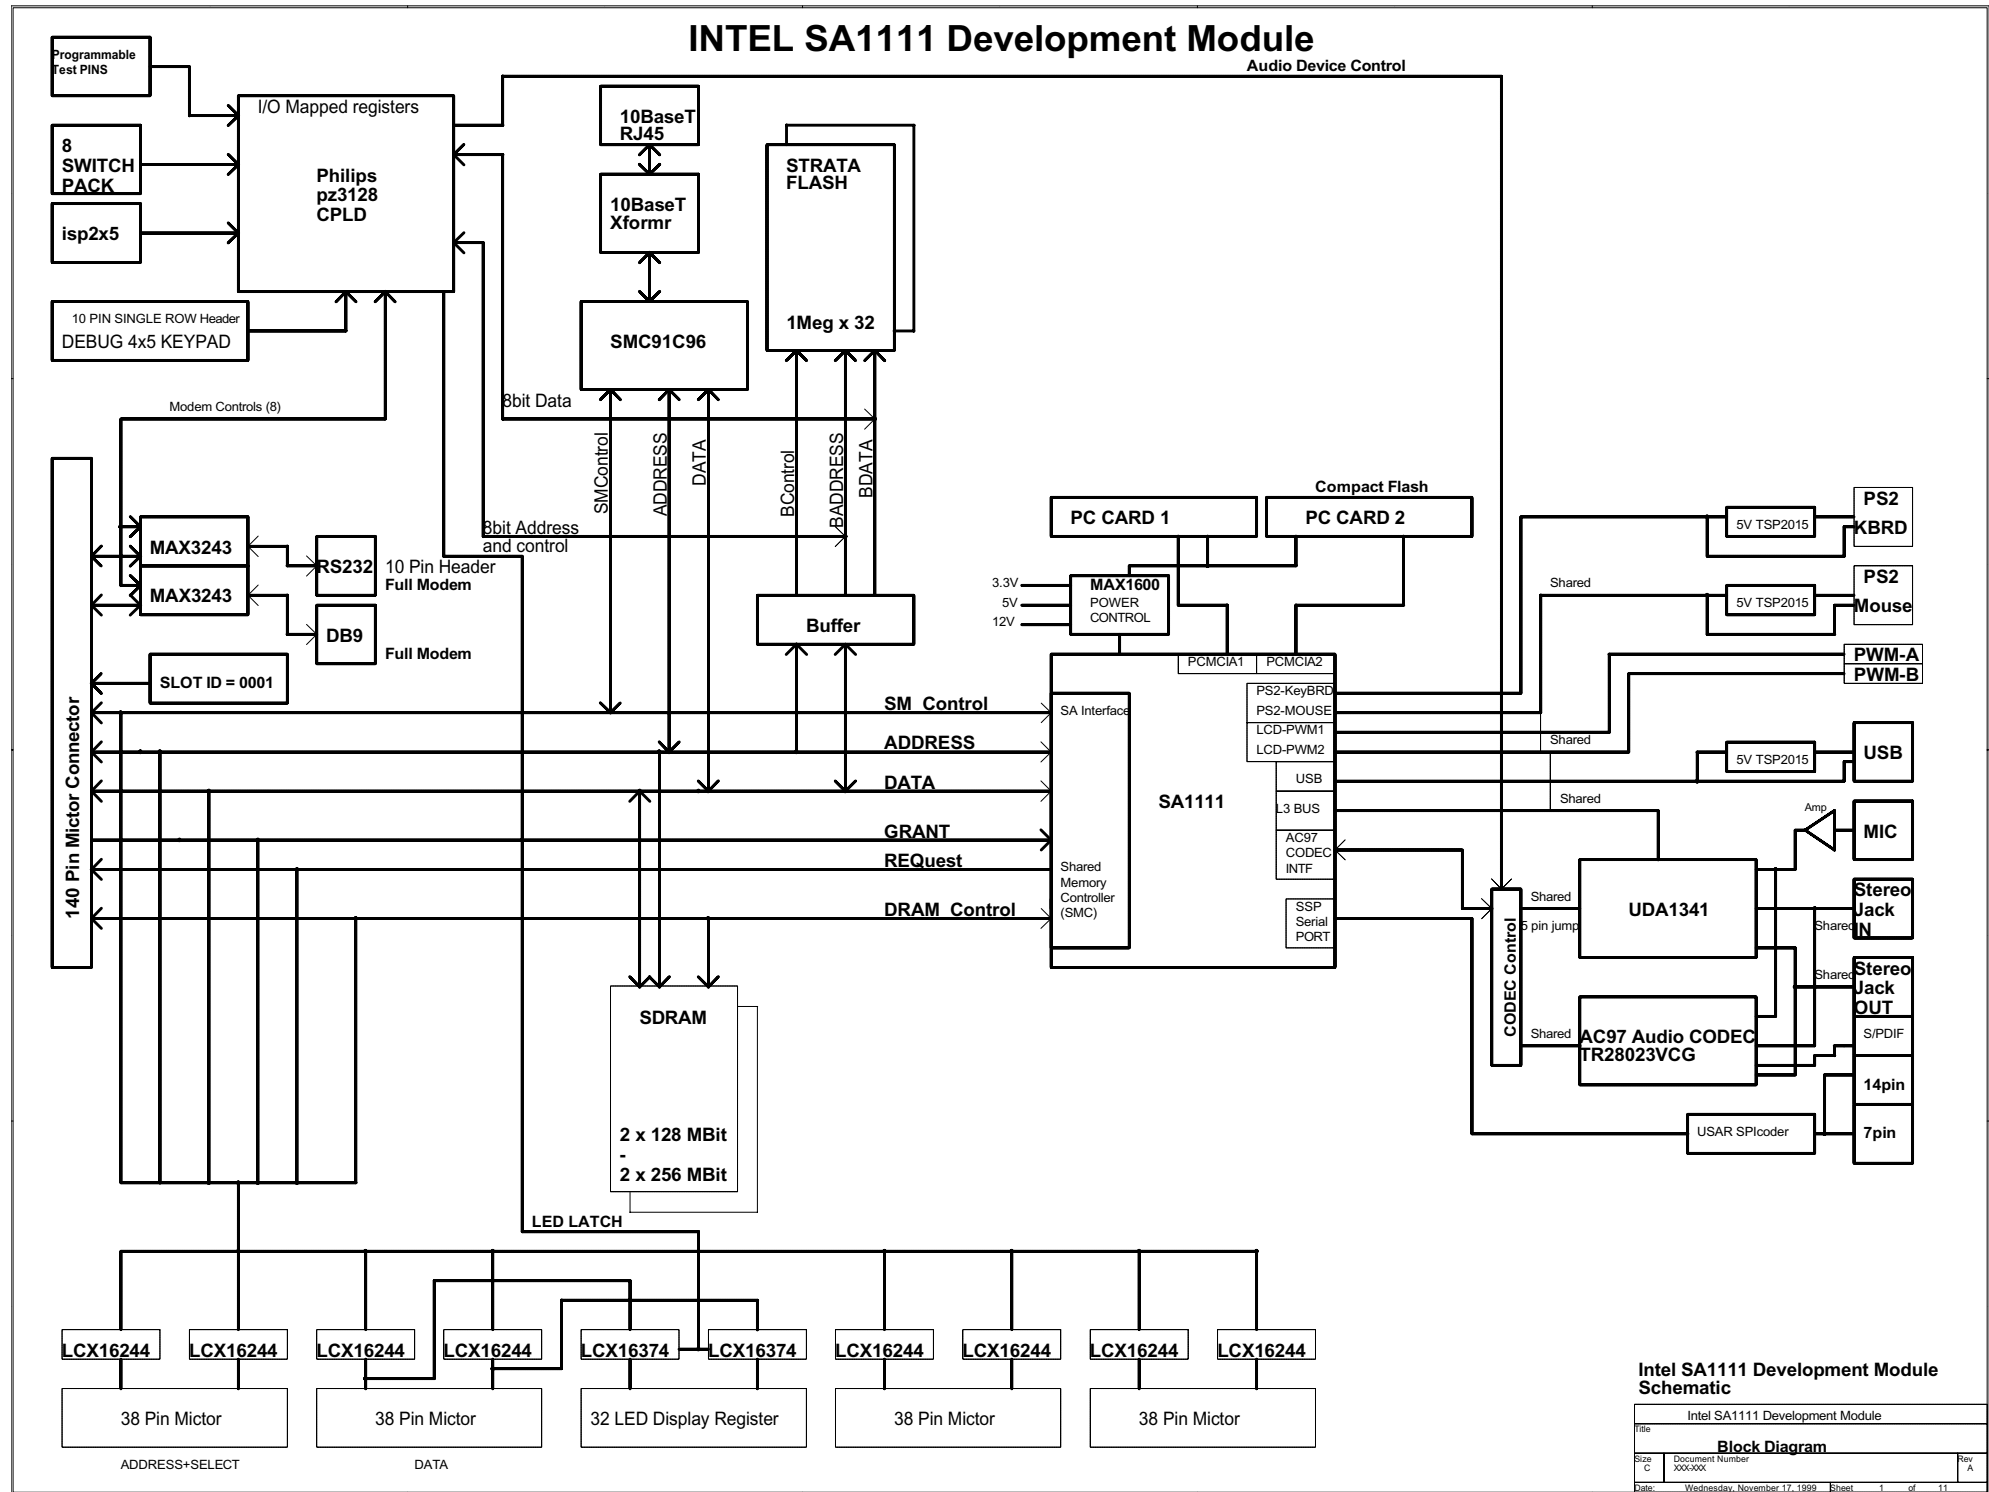 INTEL SA1111 Development Module
Audio Device Control
Programmable
Test PINS
I/O Mapped registers
8
SWITCH
PACK
isp2x5
Philips
pz3128
CPLD
10BaseT
RJ45
10BaseT
Xformr
SMC91C96
STRATA
FLASH
1Meg x 32
10 PIN SINGLE ROW Header
DEBUG 4x5 KEYPAD
Modem Controls (8)
8bit Data
SMControl
ADDRESS
DATA
BControl
BADDRESS
BDATA
8bit Address
and control
140 Pin Mictor Connector
MAX3243
MAX3243
RS232
10 Pin Header
Full Modem
DB9
Full Modem
SLOT ID = 0001
Buffer
Compact Flash
PC CARD 1
PC CARD 2
3.3V
5V
12V
MAX1600
POWER
CONTROL
PCMCIA1
PCMCIA2
SM_Control
ADDRESS
DATA
GRANT
REQuest
DRAM_Control
SA Interface
Shared
Memory
Controller
(SMC)
SA1111
PS2-KeyBRD
PS2-MOUSE
LCD-PWM1
LCD-PWM2
USB
L3 BUS
AC97
CODEC
INTF
SSP
Serial
PORT
5V TSP2015
PS2
KBRD
Shared
5V TSP2015
PS2
Mouse
PWM-A
PWM-B
Shared
5V TSP2015
USB
Shared
Amp
MIC
CODEC Control
Shared
5 pin jump
UDA1341
Shared
Stereo
Jack
IN
Shared
Stereo
Jack
OUT
Shared
AC97 Audio CODEC
TR28023VCG
S/PDIF
14pin
7pin
USAR SPIcoder
SDRAM
2 x 128 MBit
-
2 x 256 MBit
LED LATCH
LCX16244
LCX16244
LCX16244
LCX16244
LCX16374
LCX16374
LCX16244
LCX16244
LCX16244
LCX16244
38 Pin Mictor
38 Pin Mictor
32 LED Display Register
38 Pin Mictor
38 Pin Mictor
ADDRESS+SELECT
DATA
Intel SA1111 Development Module
Schematic
Intel SA1111 Development Module
Title
Block Diagram
Size
C
Document Number
XXX-XXX
Rev
A
Date: Wednesday, November 17, 1999 Sheet 1 of 11